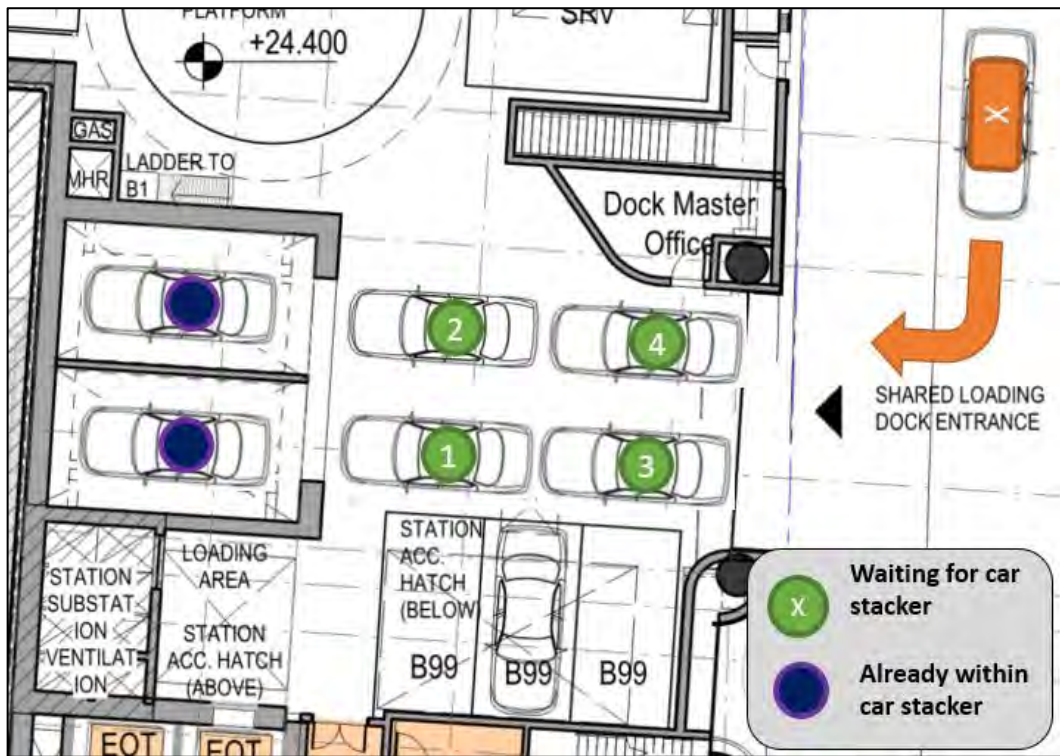 PLATFORM
+24.400
SRV
X
GAS
MHR
LADDER TO
B1
Dock Master
Office
2
4
SHARED LOADING
DOCK ENTRANCE
1
3
STATION
ACC.
HATCH
(BELOW)
B99
B99
B99
LOADING
AREA
STATION
ACC. HATCH
(ABOVE)
STATION
SUBSTAT
ION
VENTILAT
ION
EOT
EOT
X
Waiting for car
stacker
Already within
car stacker